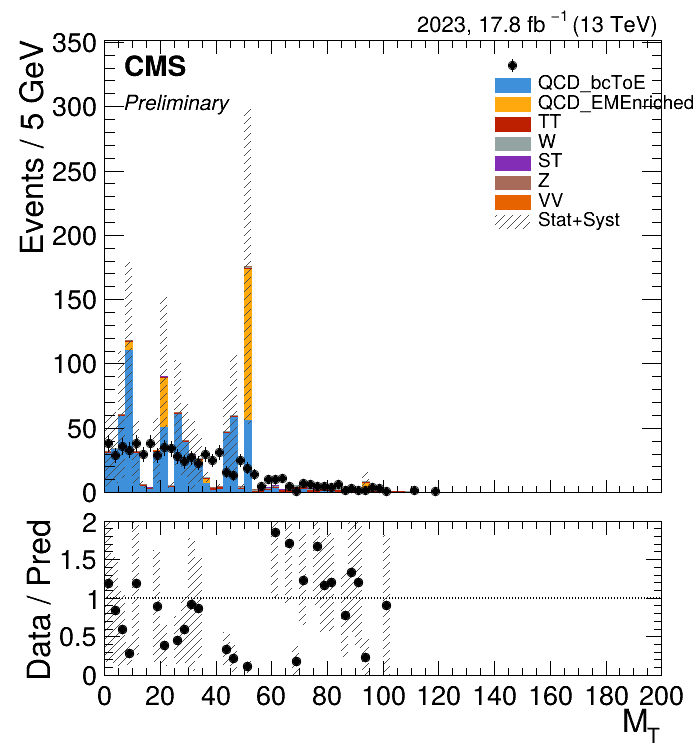 2023, 17.8 fb⁻¹ (13 TeV)
Events / 5 GeV
350
300
250
200
150
100
50
0
CMS
Preliminary
QCD_bcToE
QCD_EMEnriched
TT
W
ST
Z
VV
Stat+Syst
Data / Pred
2
1.5
1
0.5
0
0 20 40 60 80 100 120 140 160 180 200
M_T